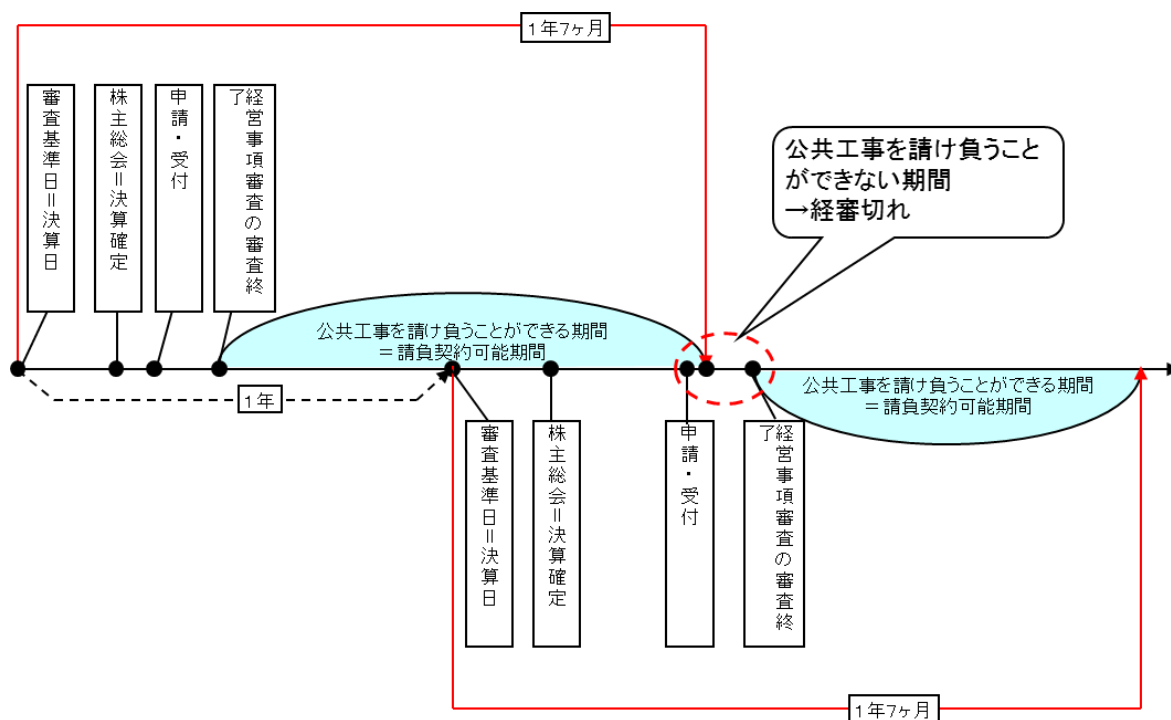 1年7ヶ月
審査基準日＝決算日
株主総会＝決算確定
申請・受付
経営事項審査の審査終
了
公共工事を請け負うこと
ができない期間
→経審切れ
公共工事を請け負うことができる期間
＝請負契約可能期間
1年
公共工事を請け負うことができる期間
＝請負契約可能期間
審査基準日＝決算日
株主総会＝決算確定
申請・受付
経営事項審査の審査終
了
1年7ヶ月